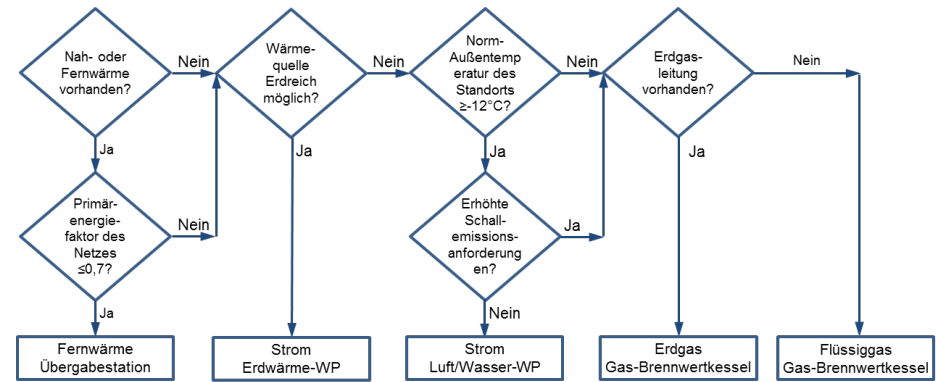 Nah- oder
Fernwärme
vorhanden?
Nein
Wärme-
quelle
Erdreich
möglich?
Nein
Norm-
Außentemp
eratur des
Standorts
≥-12°C?
Nein
Erdgas-
leitung
vorhanden?
Nein
Ja
Ja
Ja
Ja
Primär-
energie-
faktor des
Netzes
≤0,7?
Nein
Erhöhte
Schall-
emissions-
anforderung
en?
Ja
Ja
Nein
Fernwärme
Übergabestation
Strom
Erdwärme-WP
Strom
Luft/Wasser-WP
Erdgas
Gas-Brennwertkessel
Flüssiggas
Gas-Brennwertkessel